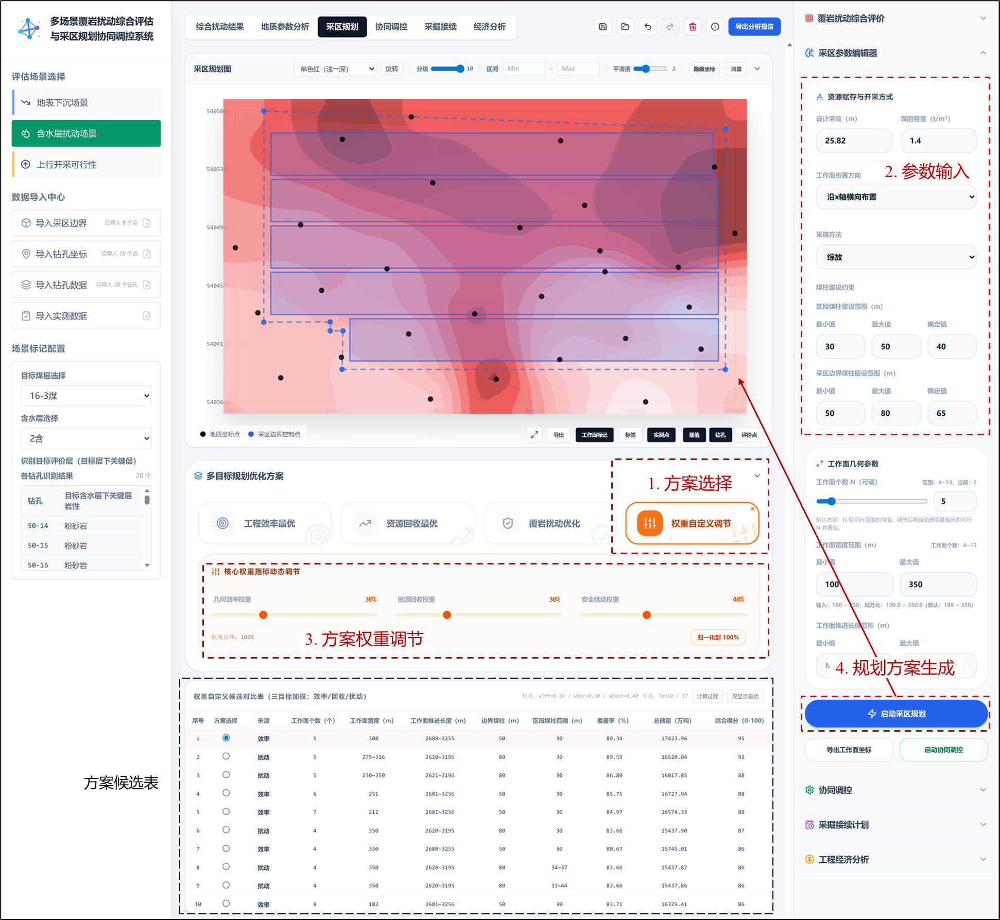 多场景覆岩扰动综合评估
与采区规划协同调控系统
评估场景选择
地表下沉场景
含水层扰动场景
上行开采可行性
数据导入中心
导入采区边界 已导入 8 个点
导入钻孔坐标 已导入 28 个点
导入钻孔数据 已导入 28 个钻孔
导入实测数据
场景标记配置
目标煤层选择
16-3煤
含水层选择
2含
识别目标评价层（目标层下关键层）
各钻孔识别结果 28 个
钻孔 目标含水层下关键层岩性
50-14 粉砂岩
50-15 粉砂岩
50-16 粉砂岩
方案候选表
综合扰动结果 地质参数分析 采区规划 协同调控 采掘接续 经济分析
导出分析报告
采区规划图 单色红（浅→深） 反转 分级 10 区间 Min ~ Max 平滑度 2 隐藏坐标 测量
5405809
5405385
5404961
5404537
5404114
5403690
495395 496122 496848 497575 498301 499028
地质坐标点 采区边界控制点 导出 工作面标记 标签 实测点 插值 钻孔 评价点
多目标规划优化方案
1. 方案选择
工程效率最优 资源回收最优 覆岩扰动优化 权重自定义调节
核心权重指标动态调节
几何效率权重 30% 资源回收权重 30% 安全扰动权重 40%
权重总和：100% 3. 方案权重调节 归一化到 100%
权重自定义候选对比表（三目标加权：效率/回收/扰动） 权重：wEff=0.30 / wRec=0.30 / wDist=0.40 候选：Top10 / 17 计算过程 仅显示最优
序号 方案选择 来源 工作面个数（个） 工作面宽度（m） 工作面推进长度（m） 边界煤柱（m） 区段煤柱范围（m） 覆盖率（%） 总储量（万吨） 综合得分（0-100）
1 效率 5 308 2680~3255 50 30 89.34 17423.96 95
2 扰动 5 279~316 2620~3196 80 30 89.59 16520.04 92
3 扰动 5 230~350 2621~3196 80 30 86.80 16017.85 88
4 效率 6 251 2681~3256 50 30 85.75 16727.94 88
5 效率 7 212 2681~3256 50 30 84.97 16574.33 88
6 扰动 4 350 2620~3195 80 30 83.66 15437.90 87
7 效率 4 350 2680~3255 50 30 80.67 15745.01 86
8 扰动 4 350 2620~3195 80 34~37 83.66 15437.87 86
9 扰动 4 350 2620~3195 80 33~44 83.66 15437.86 86
10 效率 8 182 2681~3256 50 30 83.71 16329.41 86
覆岩扰动综合评价
采区参数编辑器
资源赋存与开采方式
设计采高（m） 煤的容重（t/m³）
25.82 1.4
工作面布置方向
2. 参数输入
沿x轴横向布置
采煤方法
综放
煤柱留设约束
区段煤柱留设范围（m）
最小值 最大值 确定值
30 50 40
采区边界煤柱留设范围（m）
最小值 最大值 确定值
50 80 65
工作面几何参数
工作面个数 N（可调） 范围：4~13，当前：5
5
默认方案：N 取可行范围的均值；调节后将自动选取最接近的可行
N 并重绘。
工作面宽度范围（m） 工作面个数：4~13
最小值 最大值
100 350
输入：100 ~ 350；规范化：100.0 ~ 350.0（默认：100 ~ 350）
工作面推进长度范围（m）
最小值 最大值
4. 规划方案生成
启动采区规划
导出工作面坐标 启动协同调控
协同调控
采掘接续计划
工程经济分析